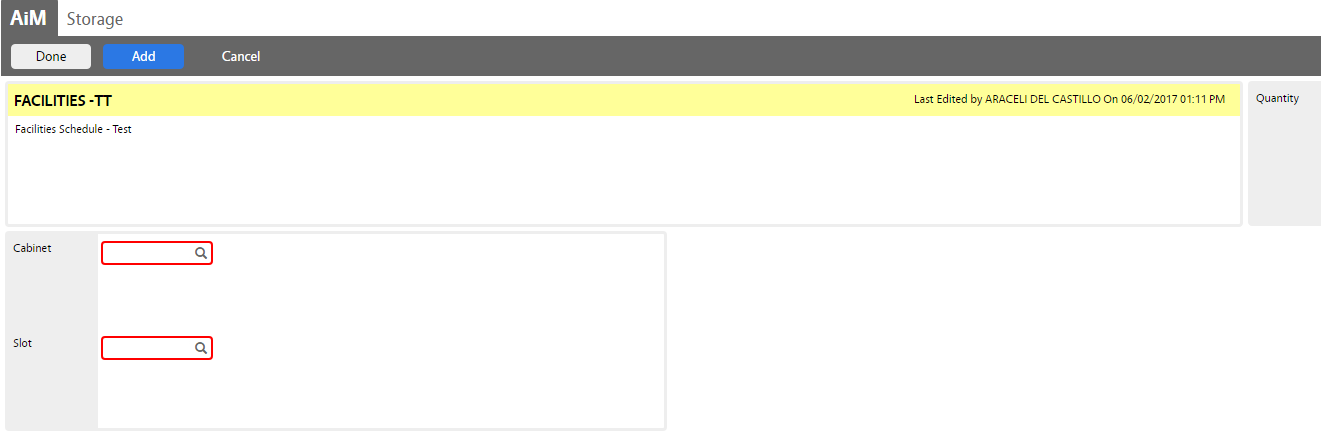 AiM Storage
Done Add Cancel
FACILITIES -TT Last Edited by ARACELI DEL CASTILLO On 06/02/2017 01:11 PM Quantity
Facilities Schedule - Test
Cabinet
Slot